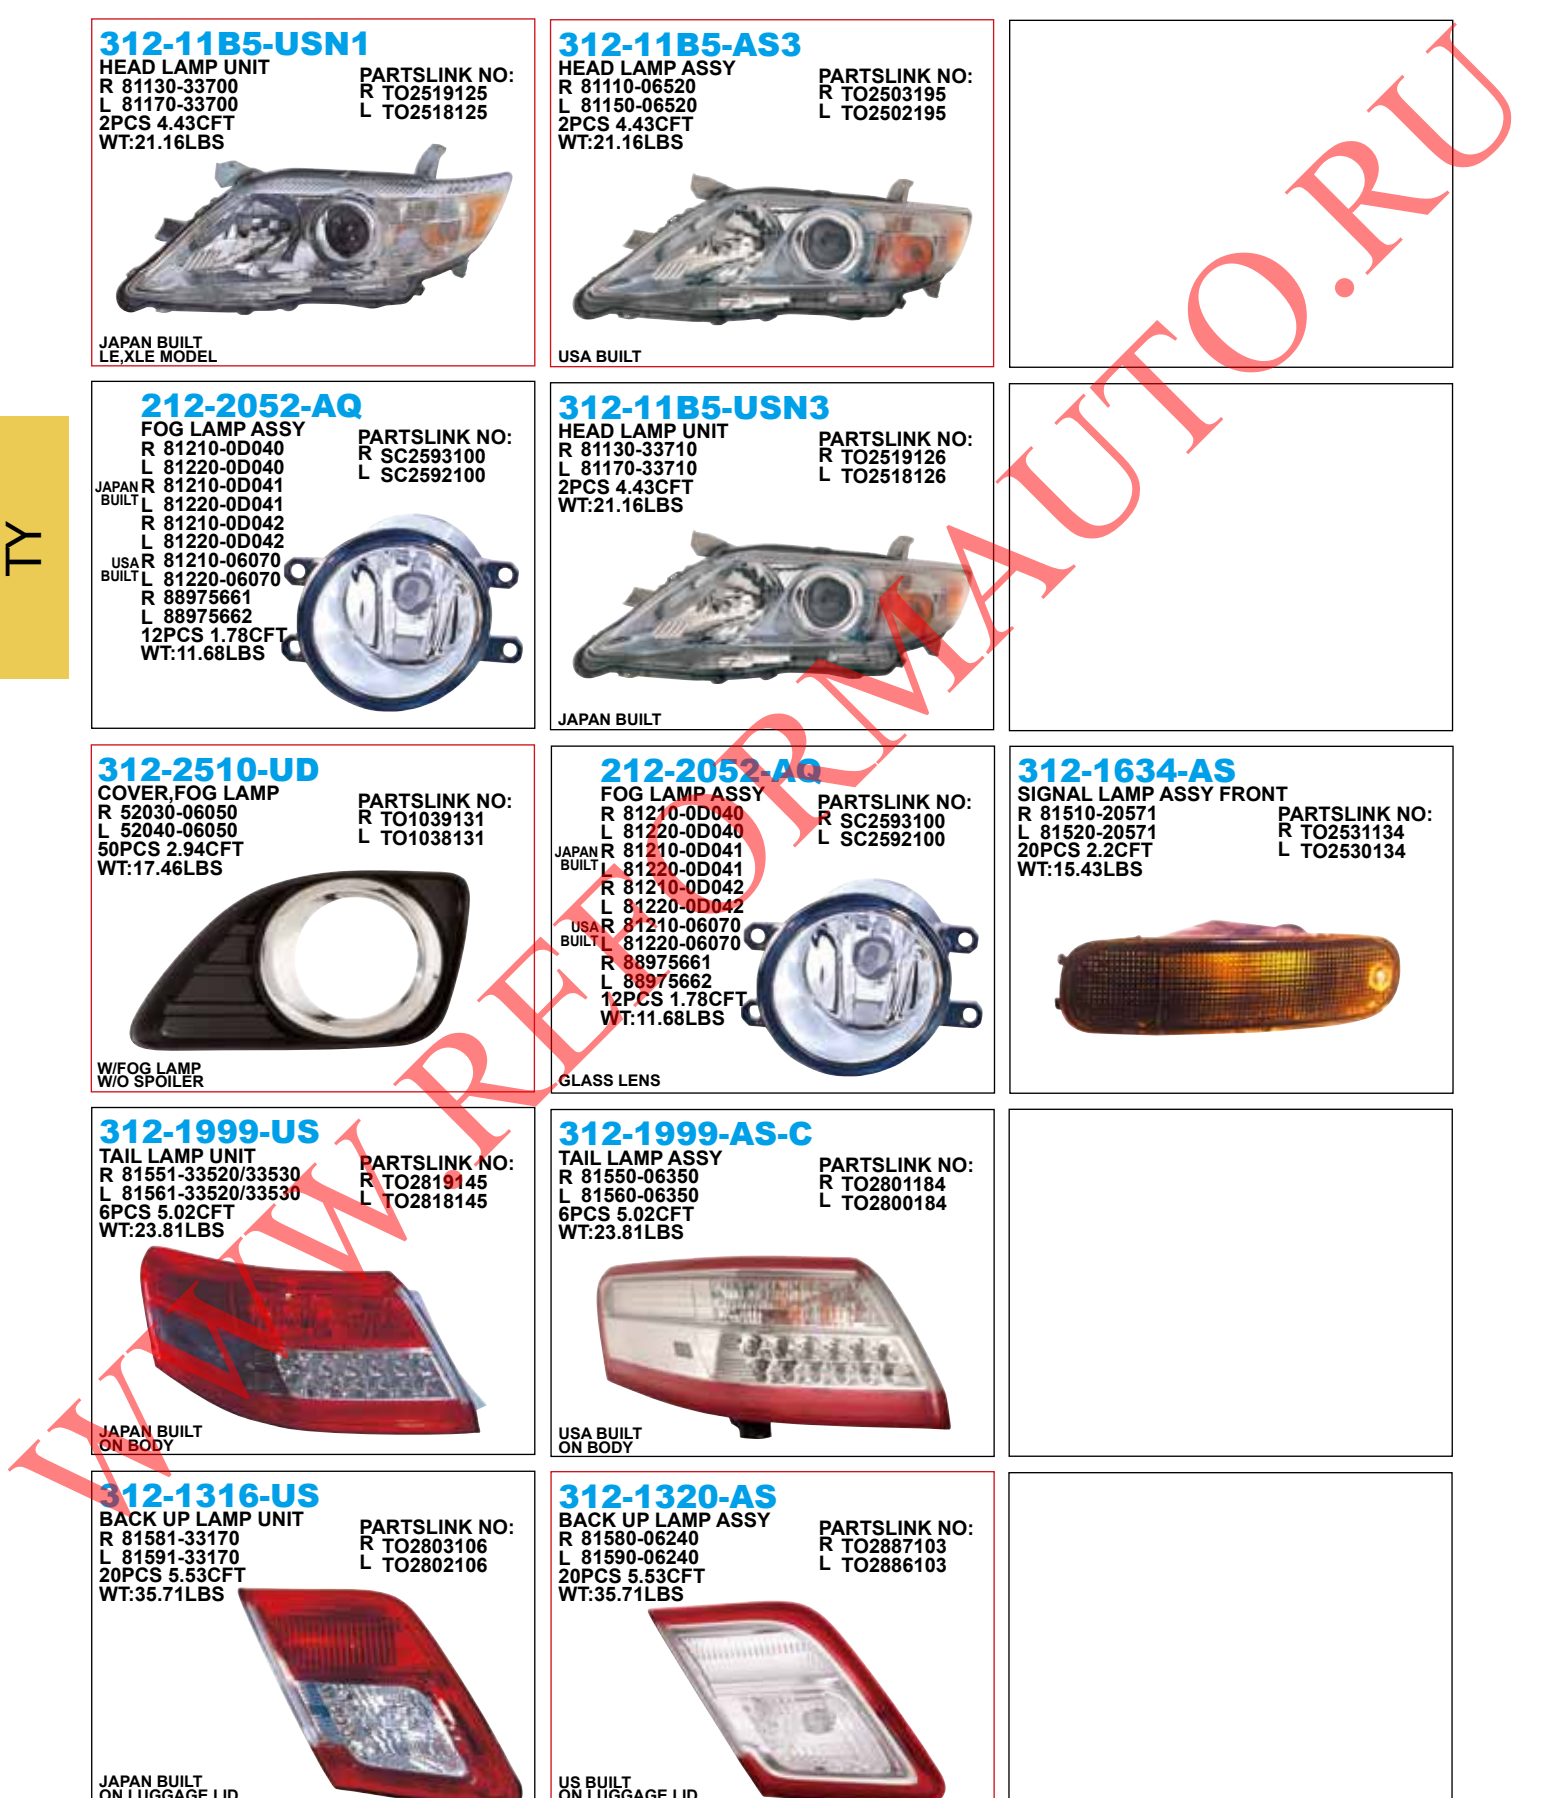 312-11B5-USN1
HEAD LAMP UNIT
R 81130-33700
L 81170-33700
2PCS 4.43CFT
WT:21.16LBS
PARTSLINK NO:
R TO2519125
L TO2518125
JAPAN BUILT
LE,XLE MODEL
312-11B5-AS3
HEAD LAMP ASSY
R 81110-06520
L 81150-06520
2PCS 4.43CFT
WT:21.16LBS
PARTSLINK NO:
R TO2503195
L TO2502195
USA BUILT
212-2052-AQ
FOG LAMP ASSY
R 81210-0D040
L 81220-0D040
JAPAN R 81210-0D041
BUILT L 81220-0D041
R 81210-0D042
L 81220-0D042
USA R 81210-06070
BUILT L 81220-06070
R 88975661
L 88975662
12PCS 1.78CFT
WT:11.68LBS
PARTSLINK NO:
R SC2593100
L SC2592100
312-11B5-USN3
HEAD LAMP UNIT
R 81130-33710
L 81170-33710
2PCS 4.43CFT
WT:21.16LBS
PARTSLINK NO:
R TO2519126
L TO2518126
JAPAN BUILT
TY
312-2510-UD
COVER,FOG LAMP
R 52030-06050
L 52040-06050
50PCS 2.94CFT
WT:17.46LBS
PARTSLINK NO:
R TO1039131
L TO1038131
W/FOG LAMP
W/O SPOILER
212-2052-AQ
FOG LAMP ASSY
R 81210-0D040
L 81220-0D040
JAPAN R 81210-0D041
BUILT L 81220-0D041
R 81210-0D042
L 81220-0D042
USA R 81210-06070
BUILT L 81220-06070
R 88975661
L 88975662
12PCS 1.78CFT
WT:11.68LBS
PARTSLINK NO:
R SC2593100
L SC2592100
GLASS LENS
312-1634-AS
SIGNAL LAMP ASSY FRONT
R 81510-20571
L 81520-20571
20PCS 2.2CFT
WT:15.43LBS
PARTSLINK NO:
R TO2531134
L TO2530134
312-1999-US
TAIL LAMP UNIT
R 81551-33520/33530
L 81561-33520/33530
6PCS 5.02CFT
WT:23.81LBS
PARTSLINK NO:
R TO2819145
L TO2818145
JAPAN BUILT
ON BODY
312-1999-AS-C
TAIL LAMP ASSY
R 81550-06350
L 81560-06350
6PCS 5.02CFT
WT:23.81LBS
PARTSLINK NO:
R TO2801184
L TO2800184
USA BUILT
ON BODY
312-1316-US
BACK UP LAMP UNIT
R 81581-33170
L 81591-33170
20PCS 5.53CFT
WT:35.71LBS
PARTSLINK NO:
R TO2803106
L TO2802106
JAPAN BUILT
ON LUGGAGE LID
312-1320-AS
BACK UP LAMP ASSY
R 81580-06240
L 81590-06240
20PCS 5.53CFT
WT:35.71LBS
PARTSLINK NO:
R TO2887103
L TO2886103
US BUILT
ON LUGGAGE LID
WWW.REFORMAUTO.RU